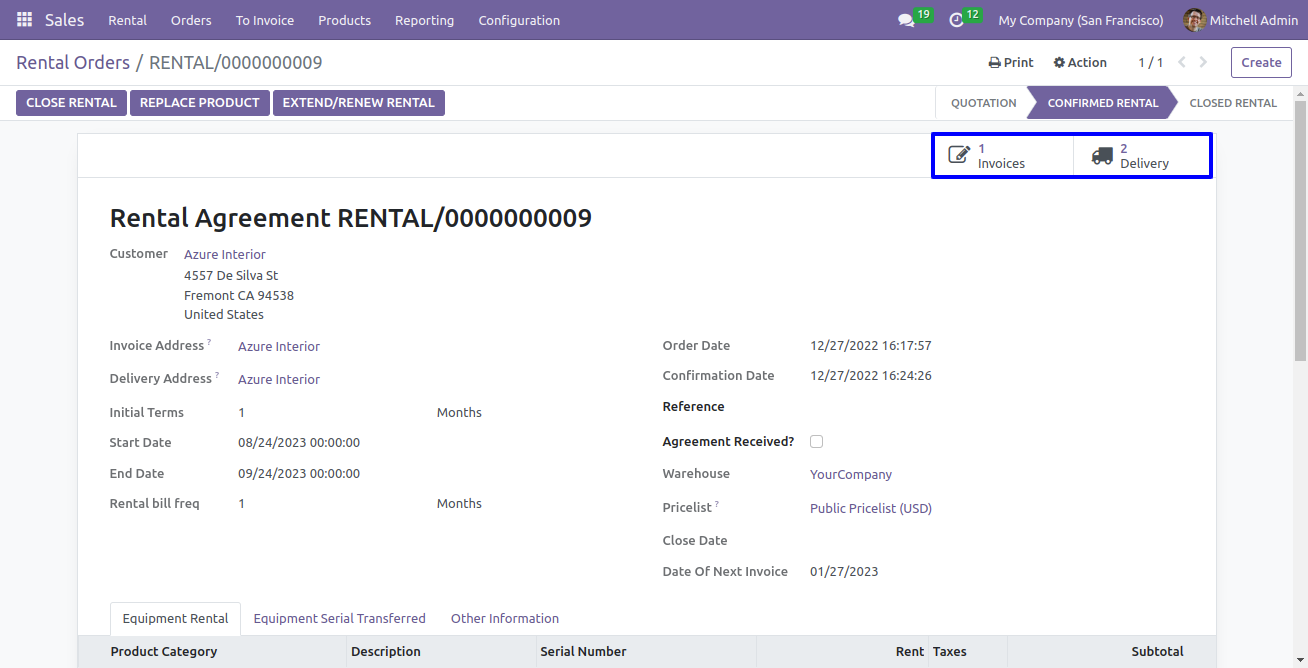 Sales Rental Orders To Invoice Products Reporting Configuration 19 12 My Company (San Francisco) Mitchell Admin
Rental Orders / RENTAL/0000000009 Print Action 1 / 1 Create
CLOSE RENTAL REPLACE PRODUCT EXTEND/RENEW RENTAL QUOTATION CONFIRMED RENTAL CLOSED RENTAL
1 Invoices 2 Delivery
Rental Agreement RENTAL/0000000009
Customer Azure Interior
4557 De Silva St
Fremont CA 94538
United States
Invoice Address ? Azure Interior Order Date 12/27/2022 16:17:57
Delivery Address ? Azure Interior Confirmation Date 12/27/2022 16:24:26
Initial Terms 1 Months Reference
Start Date 08/24/2023 00:00:00 Agreement Received?
End Date 09/24/2023 00:00:00 Warehouse YourCompany
Rental bill freq 1 Months Pricelist ? Public Pricelist (USD)
Close Date
Date Of Next Invoice 01/27/2023
Equipment Rental Equipment Serial Transferred Other Information
Product Category Description Serial Number Rent Taxes Subtotal